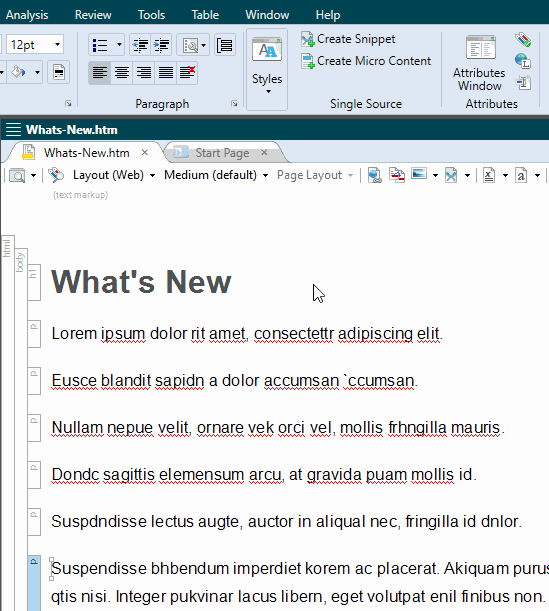 Analysis Review Tools Table Window Help
12pt
Create Snippet
Create Micro Content
Styles
Attributes
Window
Paragraph Single Source Attributes
Whats-New.htm
Whats-New.htm Start Page
Layout (Web) Medium (default) Page Layout
(text markup)
html
body
h1
What's New
p
Lorem ipsum dolor rit amet, consectettr adipiscing elit.
p
Eusce blandit sapidn a dolor accumsan `ccumsan.
p
Nullam nepue velit, ornare vek orci vel, mollis frhngilla mauris.
p
Dondc sagittis elemensum arcu, at gravida puam mollis id.
p
Suspdndisse lectus augte, auctor in aliqual nec, fringilla id dnlor.
p
Suspendisse bhbendum imperdiet korem ac placerat. Akiquam purus
qtis nisi. Integer pukvinar lacus libern, eget volutpat enil finibus non.